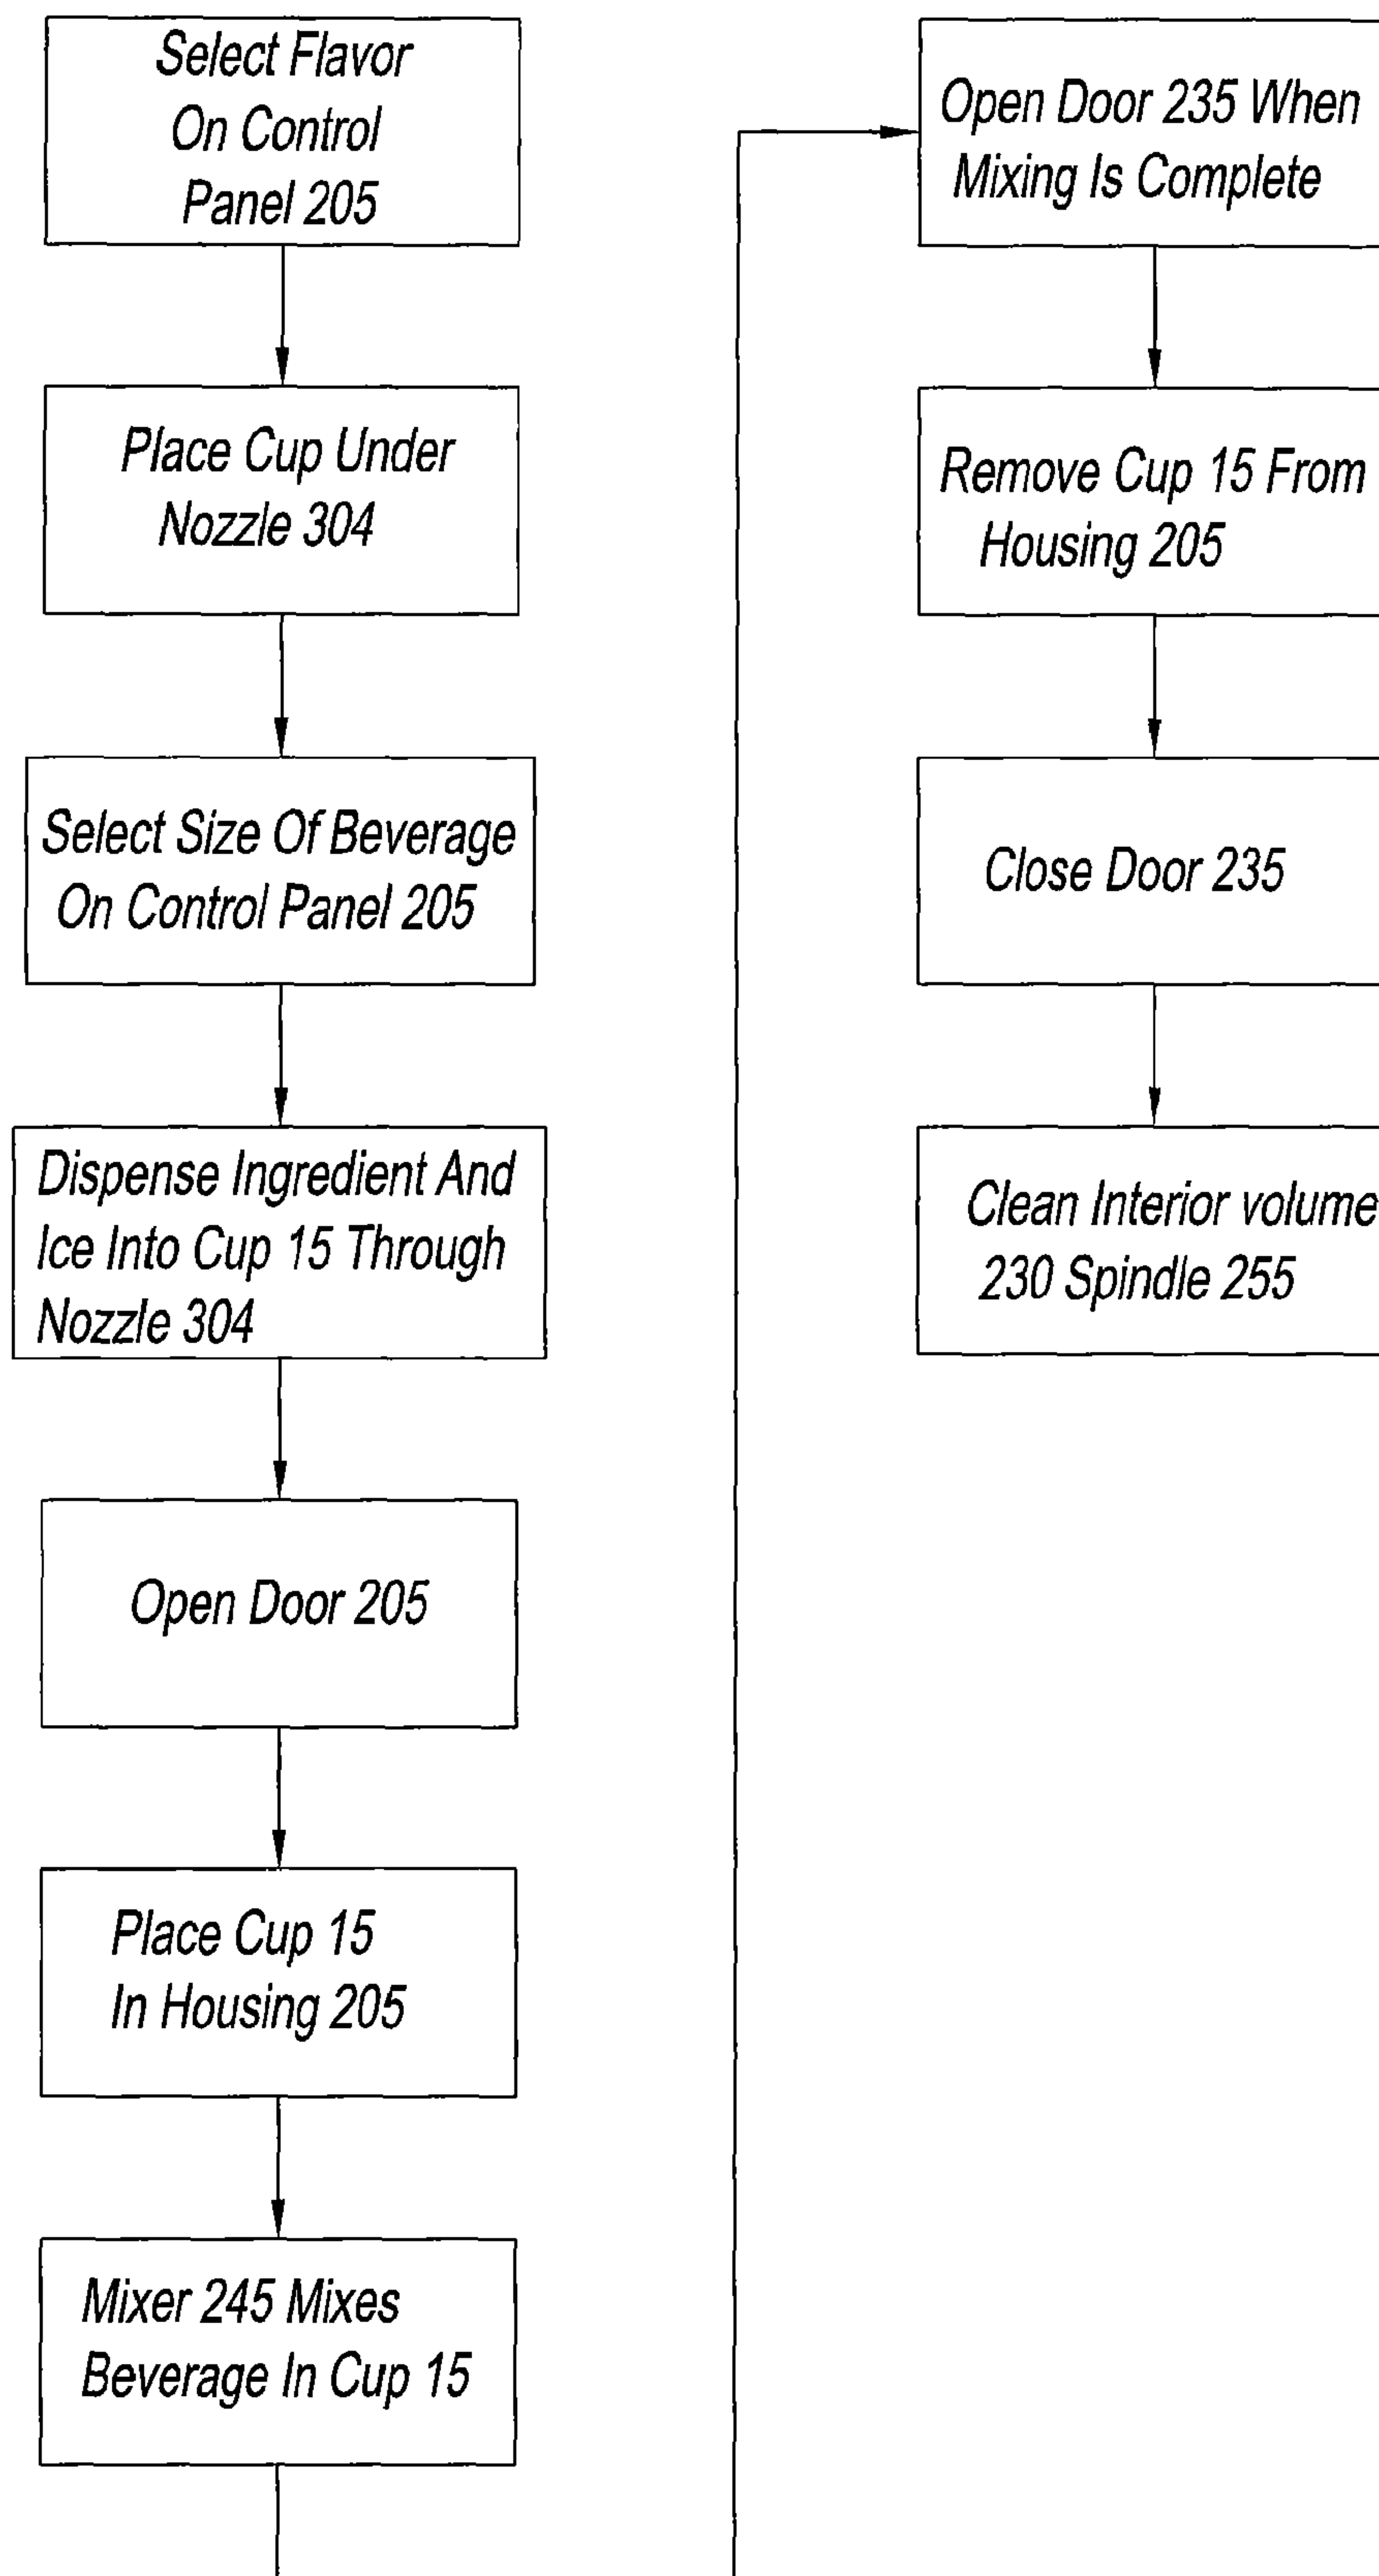 Select Flavor
On Control
Panel 205
Place Cup Under
Nozzle 304
Select Size Of Beverage
On Control Panel 205
Dispense Ingredient And
Ice Into Cup 15 Through
Nozzle 304
Open Door 205
Place Cup 15
In Housing 205
Mixer 245 Mixes
Beverage In Cup 15
Open Door 235 When
Mixing Is Complete
Remove Cup 15 From
Housing 205
Close Door 235
Clean Interior volume
230 Spindle 255